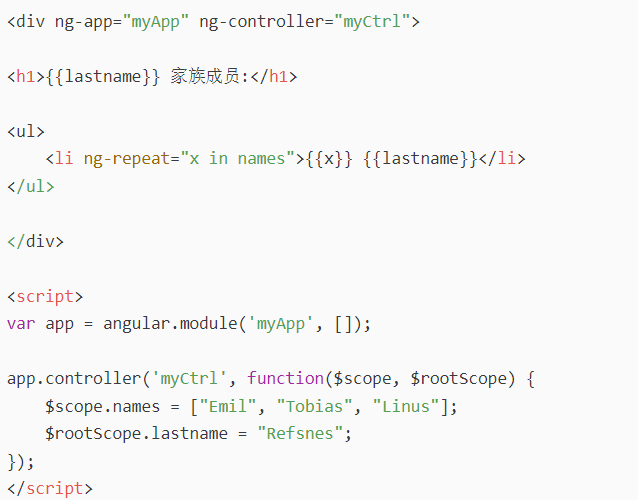 <div ng-app="myApp" ng-controller="myCtrl">
<h1>{{lastname}} 家族成员:</h1>
<ul>
    <li ng-repeat="x in names">{{x}} {{lastname}}</li>
</ul>
</div>
<script>
var app = angular.module('myApp', []);
app.controller('myCtrl', function($scope, $rootScope) {
    $scope.names = ["Emil", "Tobias", "Linus"];
    $rootScope.lastname = "Refsnes";
});
</script>